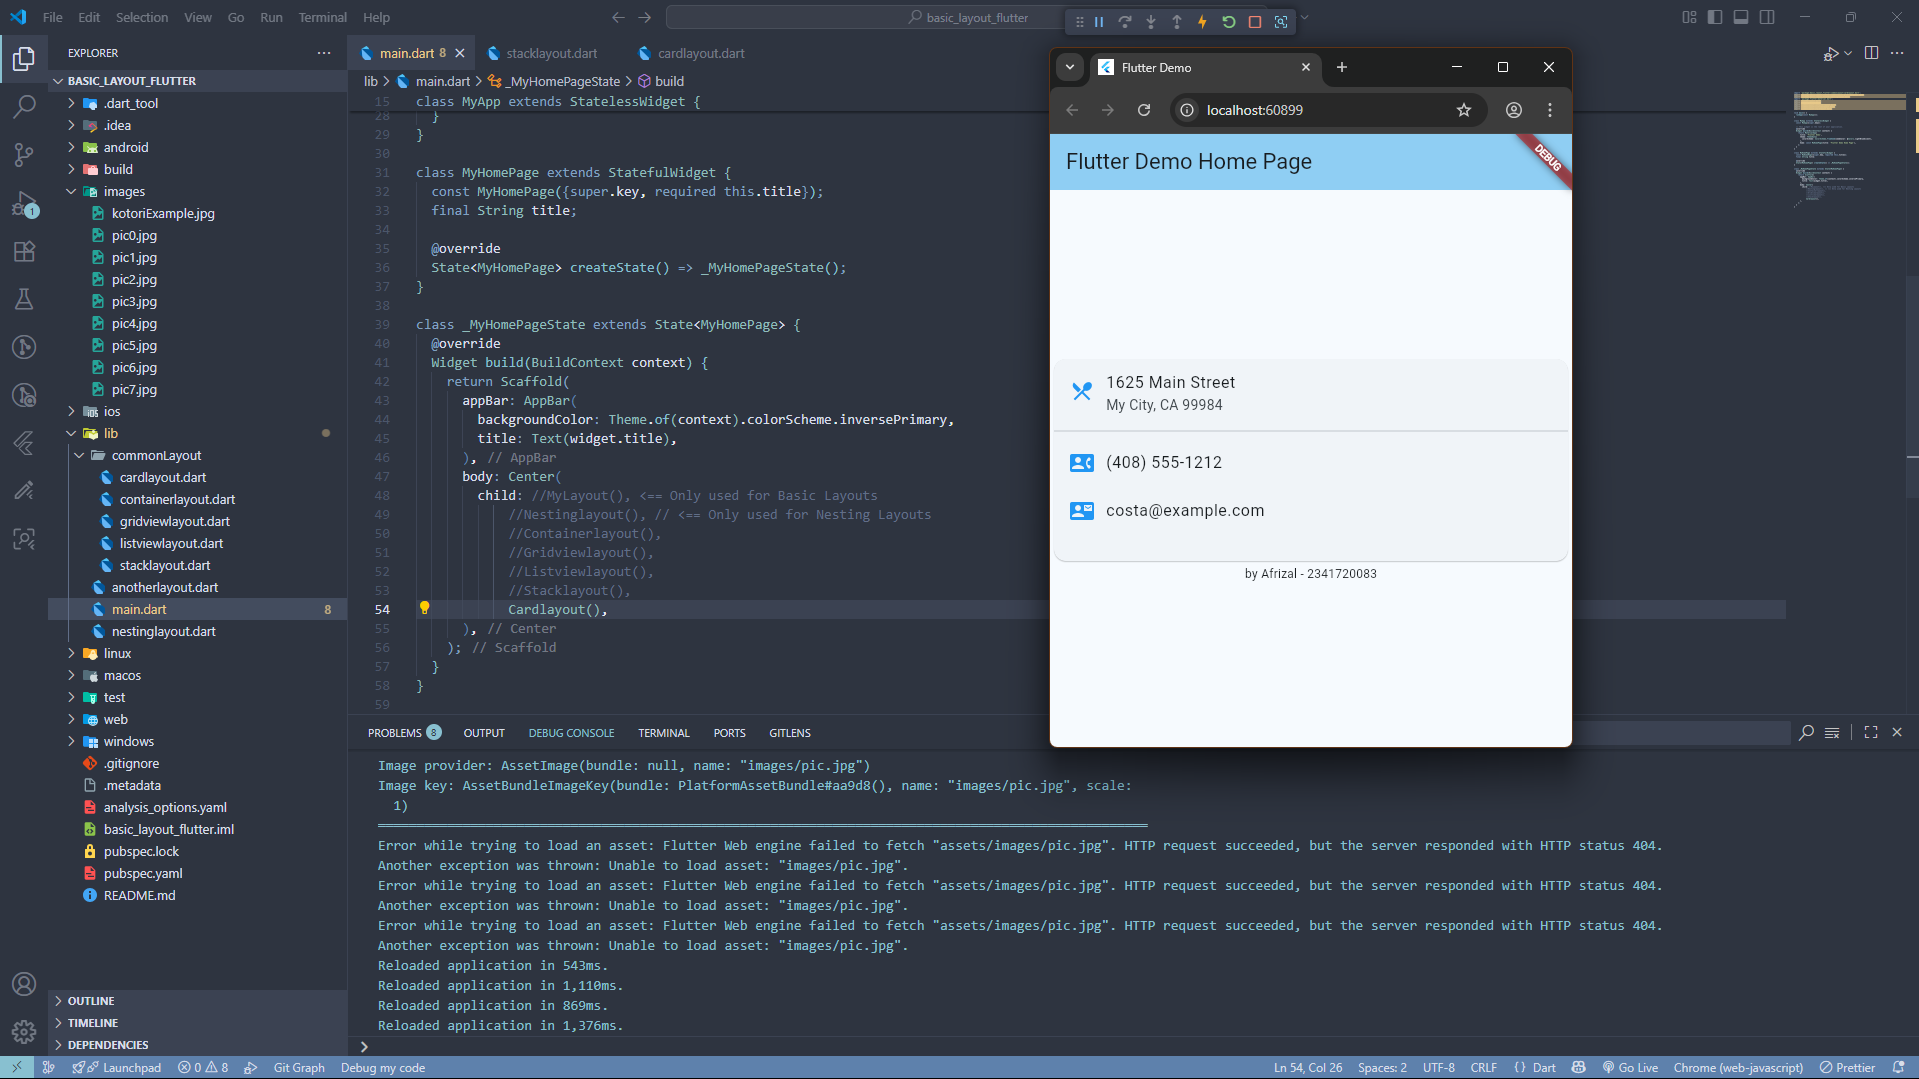 File Edit Selection View Go Run Terminal Help
basic_layout_flutter
EXPLORER
BASIC_LAYOUT_FLUTTER
.dart_tool
.idea
android
build
images
kotoriExample.jpg
pic0.jpg
pic1.jpg
pic2.jpg
pic3.jpg
pic4.jpg
pic5.jpg
pic6.jpg
pic7.jpg
ios
lib
commonLayout
cardlayout.dart
containerlayout.dart
gridviewlayout.dart
listviewlayout.dart
stacklayout.dart
anotherlayout.dart
main.dart 8
nestinglayout.dart
linux
macos
test
web
windows
.gitignore
.metadata
analysis_options.yaml
basic_layout_flutter.iml
pubspec.lock
pubspec.yaml
README.md
OUTLINE
TIMELINE
DEPENDENCIES
1
main.dart 8 stacklayout.dart cardlayout.dart
lib > main.dart > _MyHomePageState > build
15 class MyApp extends StatelessWidget {
28 }
29 }
30
31 class MyHomePage extends StatefulWidget {
32 const MyHomePage({super.key, required this.title});
33 final String title;
34
35 @override
36 State<MyHomePage> createState() => _MyHomePageState();
37 }
38
39 class _MyHomePageState extends State<MyHomePage> {
40 @override
41 Widget build(BuildContext context) {
42 return Scaffold(
43 appBar: AppBar(
44 backgroundColor: Theme.of(context).colorScheme.inversePrimary,
45 title: Text(widget.title),
46 ), // AppBar
47 body: Center(
48 child: //MyLayout(), <== Only used for Basic Layouts
49 //Nestinglayout(), // <== Only used for Nesting Layouts
50 //Containerlayout(),
51 //Gridviewlayout(),
52 //Listviewlayout(),
53 //Stacklayout(),
54 Cardlayout(),
55 ), // Center
56 ); // Scaffold
57 }
58 }
59
Flutter Demo
localhost:60899
Flutter Demo Home Page
DEBUG
1625 Main Street
My City, CA 99984
(408) 555-1212
costa@example.com
by Afrizal - 2341720083
PROBLEMS 8 OUTPUT DEBUG CONSOLE TERMINAL PORTS GITLENS
Image provider: AssetImage(bundle: null, name: "images/pic.jpg")
Image key: AssetBundleImageKey(bundle: PlatformAssetBundle#aa9d8(), name: "images/pic.jpg", scale:
1)
Error while trying to load an asset: Flutter Web engine failed to fetch "assets/images/pic.jpg". HTTP request succeeded, but the server responded with HTTP status 404.
Another exception was thrown: Unable to load asset: "images/pic.jpg".
Error while trying to load an asset: Flutter Web engine failed to fetch "assets/images/pic.jpg". HTTP request succeeded, but the server responded with HTTP status 404.
Another exception was thrown: Unable to load asset: "images/pic.jpg".
Error while trying to load an asset: Flutter Web engine failed to fetch "assets/images/pic.jpg". HTTP request succeeded, but the server responded with HTTP status 404.
Another exception was thrown: Unable to load asset: "images/pic.jpg".
Reloaded application in 543ms.
Reloaded application in 1,110ms.
Reloaded application in 869ms.
Reloaded application in 1,376ms.
Launchpad 0 8 Git Graph Debug my code Ln 54, Col 26 Spaces: 2 UTF-8 CRLF {} Dart Go Live Chrome (web-javascript) Prettier